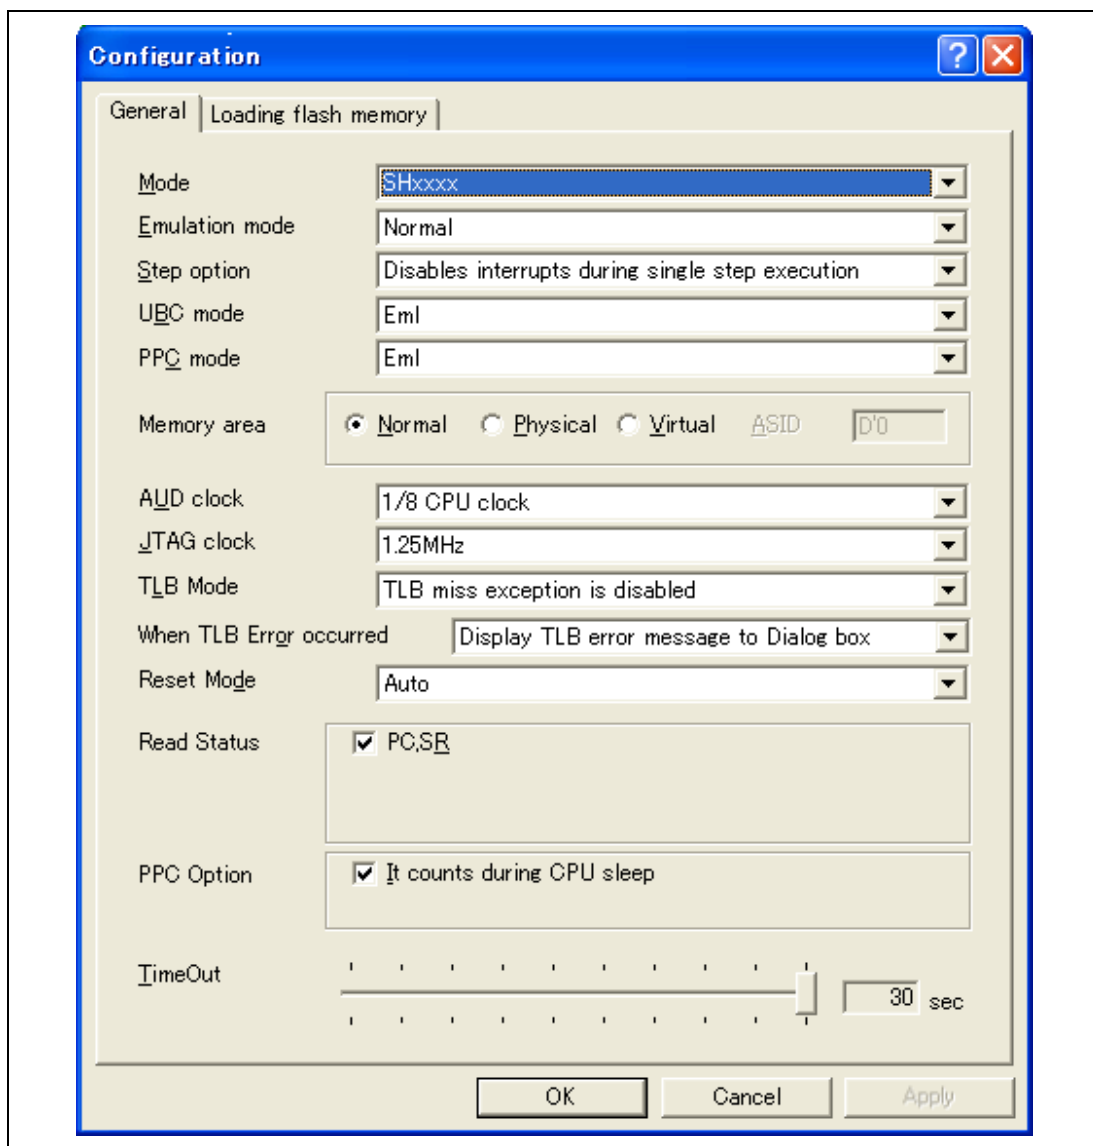 Configuration
General Loading flash memory
Mode SHxxxx
Emulation mode Normal
Step option Disables interrupts during single step execution
UBC mode Eml
PPC mode Eml
Memory area Normal Physical Virtual ASID D'0
AUD clock 1/8 CPU clock
JTAG clock 1.25MHz
TLB Mode TLB miss exception is disabled
When TLB Error occurred Display TLB error message to Dialog box
Reset Mode Auto
Read Status PC,SR
PPC Option It counts during CPU sleep
TimeOut 30 sec
OK Cancel Apply